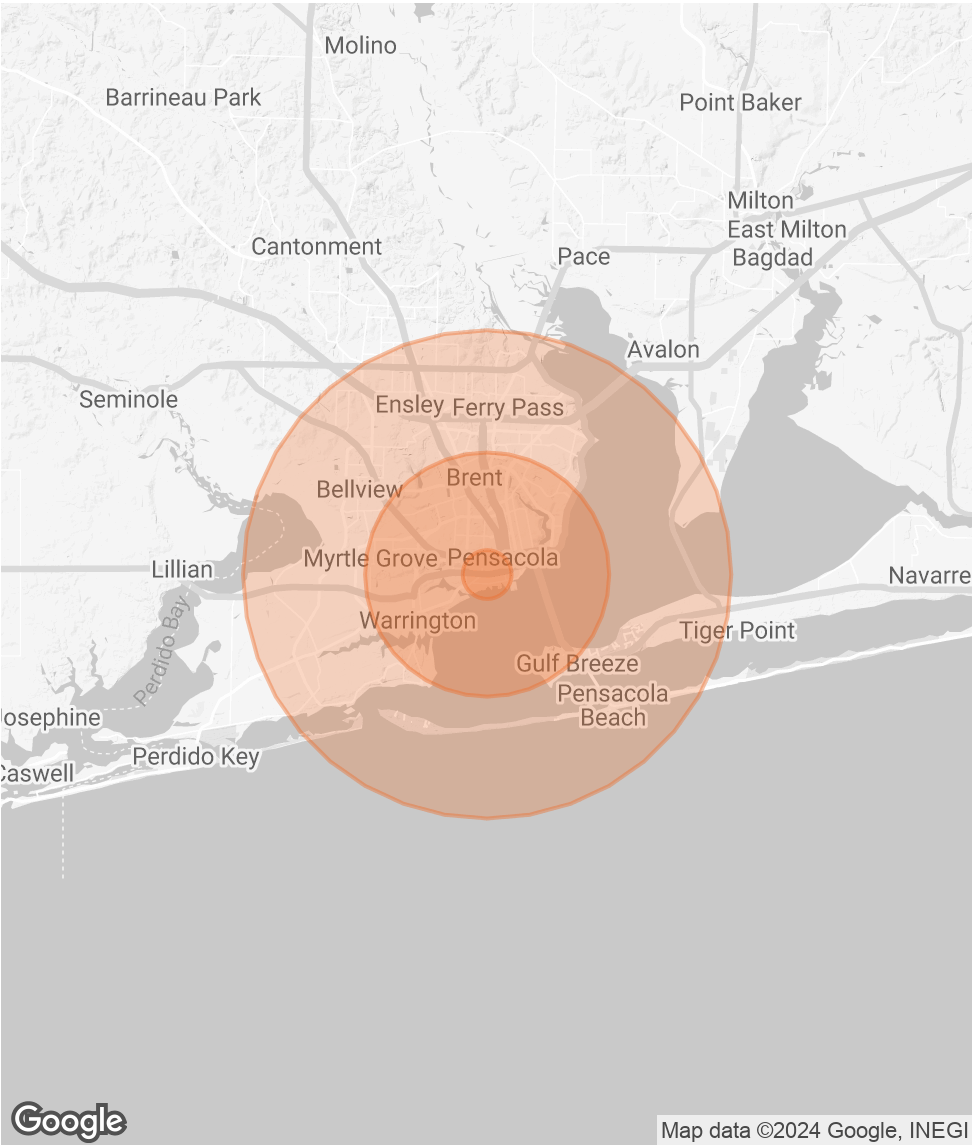 Molino
Barrineau Park
Point Baker
Milton
East Milton
Cantonment
Pace
Bagdad
Avalon
Seminole
Ensley
Ferry Pass
Brent
Bellview
Myrtle Grove
Pensacola
Lillian
Navarre
Perdido Bay
Warrington
Tiger Point
Gulf Breeze
Pensacola
Beach
Josephine
Perdido Key
Caswell
Google
Map data ©2024 Google, INEGI